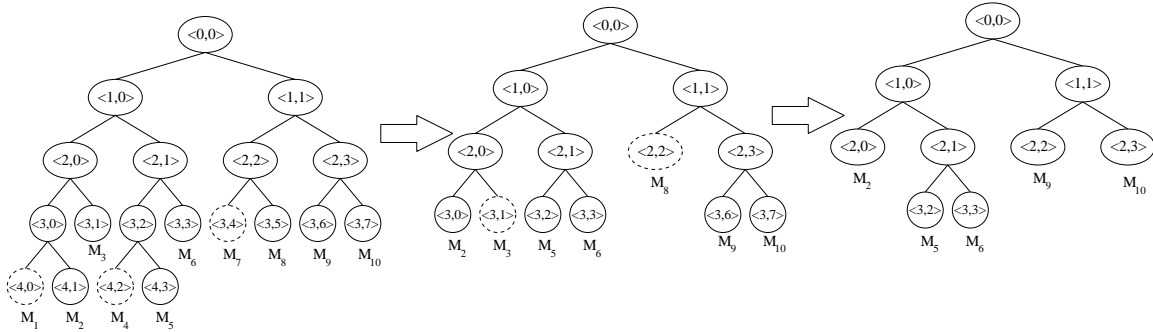 <0,0>
<1,0> <1,1>
<2,0> <2,1> <2,2> <2,3>
<3,0> <3,1> <3,2> <3,3> <3,4> <3,5> <3,6> <3,7>
M3 M6 M7 M8 M9 M10
<4,0> <4,1> <4,2> <4,3>
M1 M2 M4 M5
<0,0>
<1,0> <1,1>
<2,0> <2,1> <2,2> <2,3>
M8
<3,0> <3,1> <3,2> <3,3> <3,6> <3,7>
M2 M3 M5 M6 M9 M10
<0,0>
<1,0> <1,1>
<2,0> <2,1> <2,2> <2,3>
M2 M9 M10
<3,2> <3,3>
M5 M6